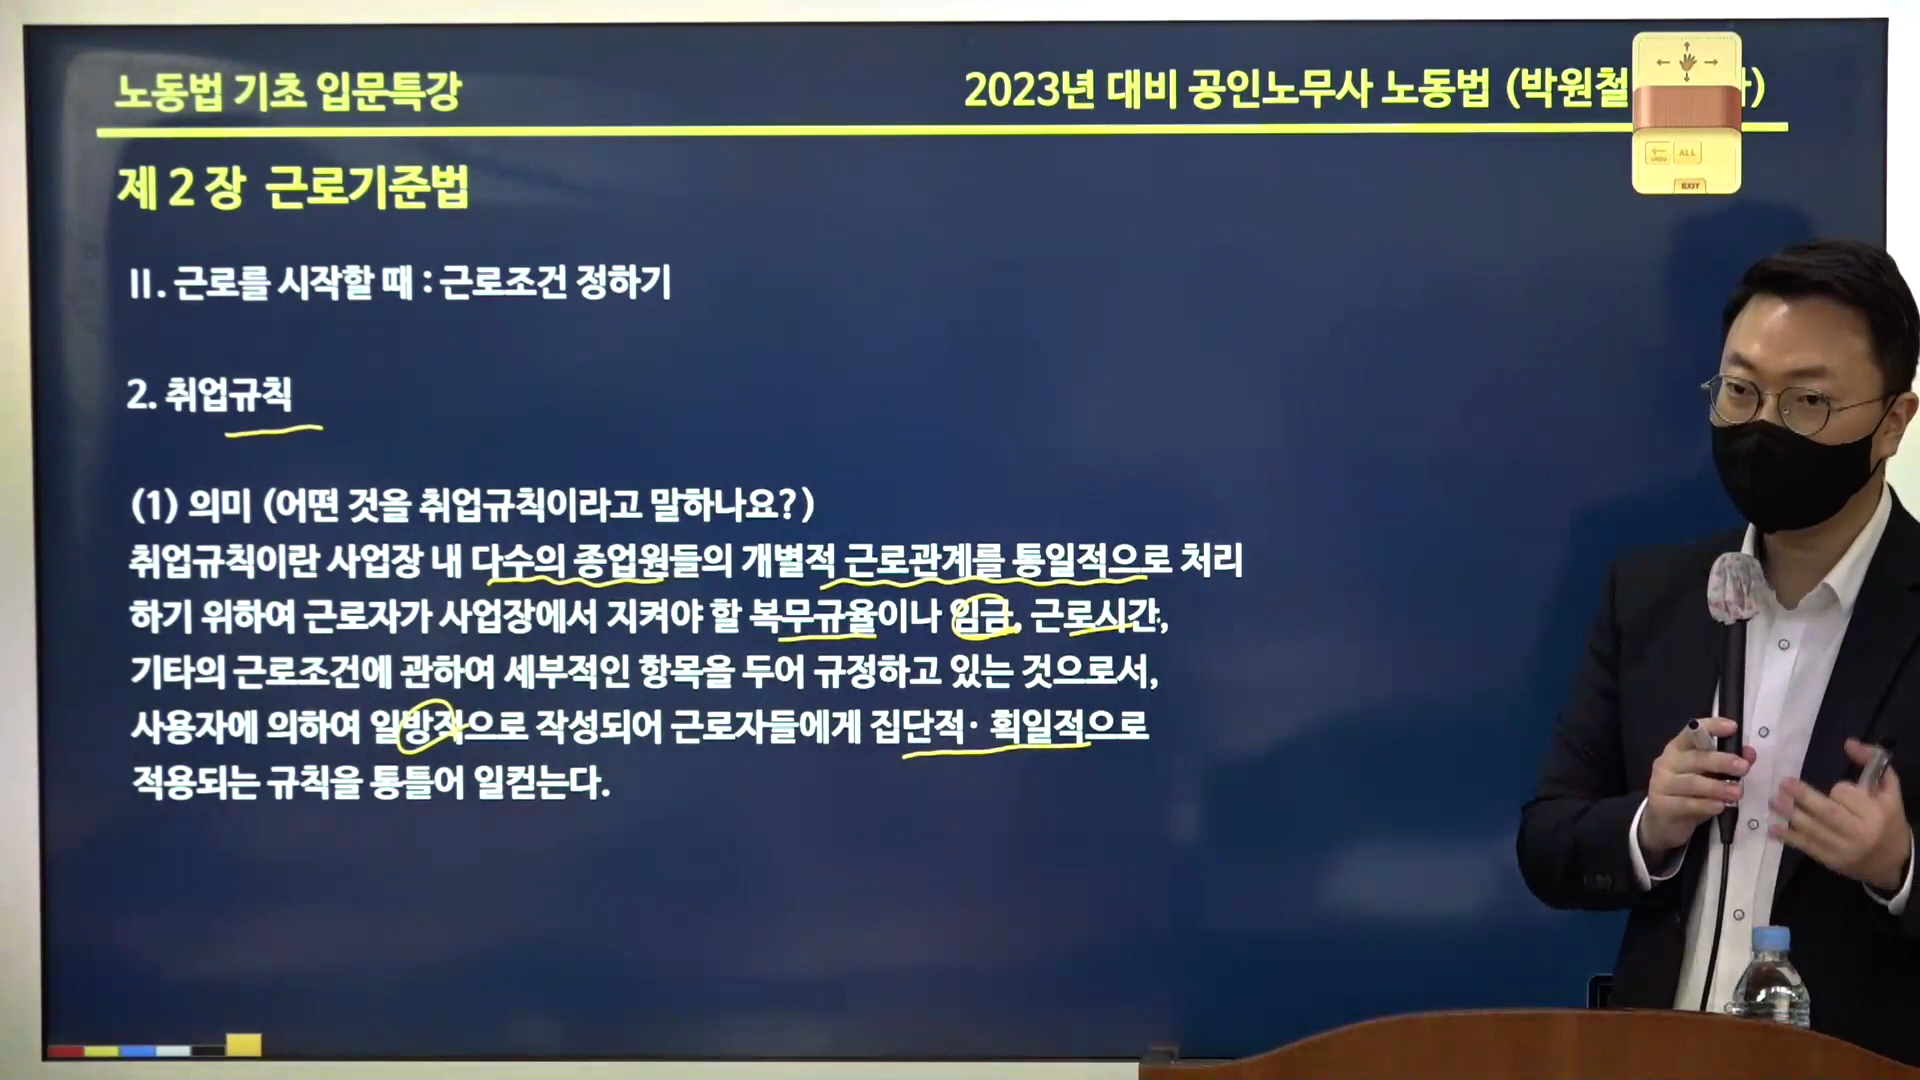 노동법 기초 입문특강
2023년 대비 공인노무사 노동법 (박원철
ALL
UNDO
EXIT
제 2 장 근로기준법
II. 근로를 시작할 때 : 근로조건 정하기
2. 취업규칙
(1) 의미 (어떤 것을 취업규칙이라고 말하나요?)
취업규칙이란 사업장 내 다수의 종업원들의 개별적 근로관계를 통일적으로 처리
하기 위하여 근로자가 사업장에서 지켜야 할 복무규율이나 임금, 근로시간,
기타의 근로조건에 관하여 세부적인 항목을 두어 규정하고 있는 것으로서,
사용자에 의하여 일방적으로 작성되어 근로자들에게 집단적· 획일적으로
적용되는 규칙을 통틀어 일컫는다.